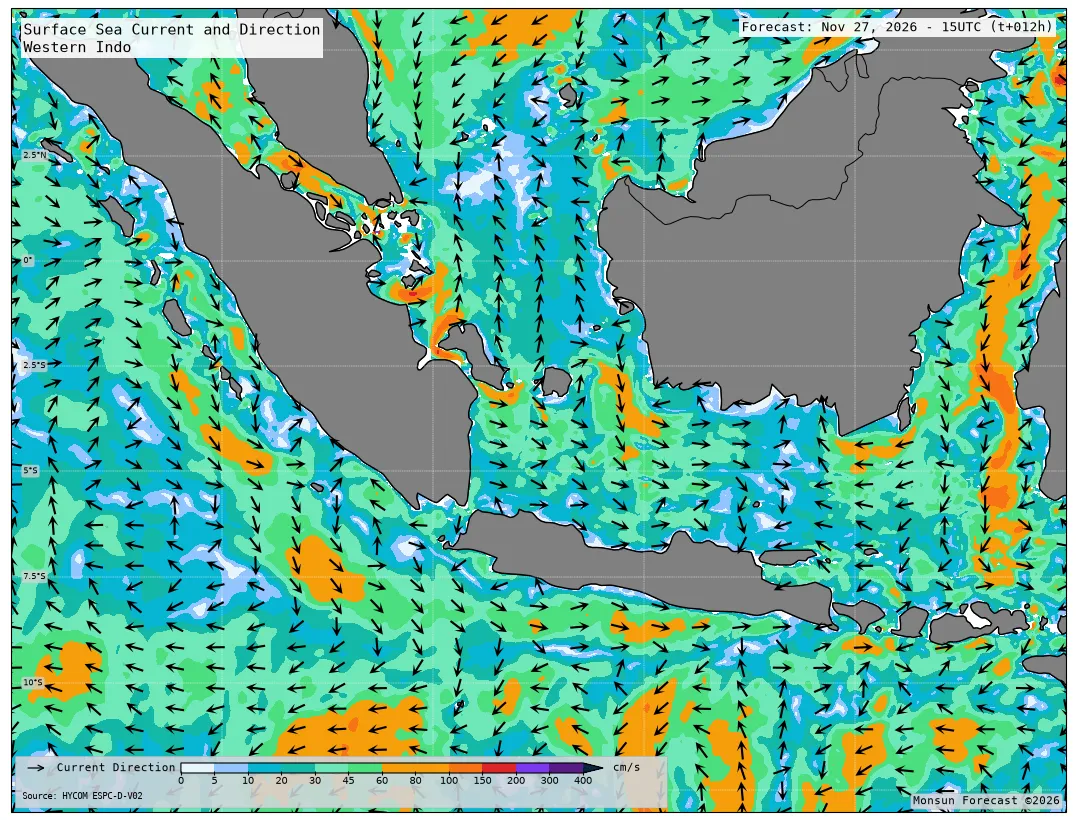 Surface Sea Current and Direction
Western Indo
Forecast: Nov 27, 2026 - 15UTC (t+012h)
2.5°N
0°
2.5°S
5°S
7.5°S
10°S
Current Direction
0 5 10 20 30 45 60 80 100 150 200 300 400 cm/s
Source: HYCOM ESPC-D-V02
Monsun Forecast ©2026